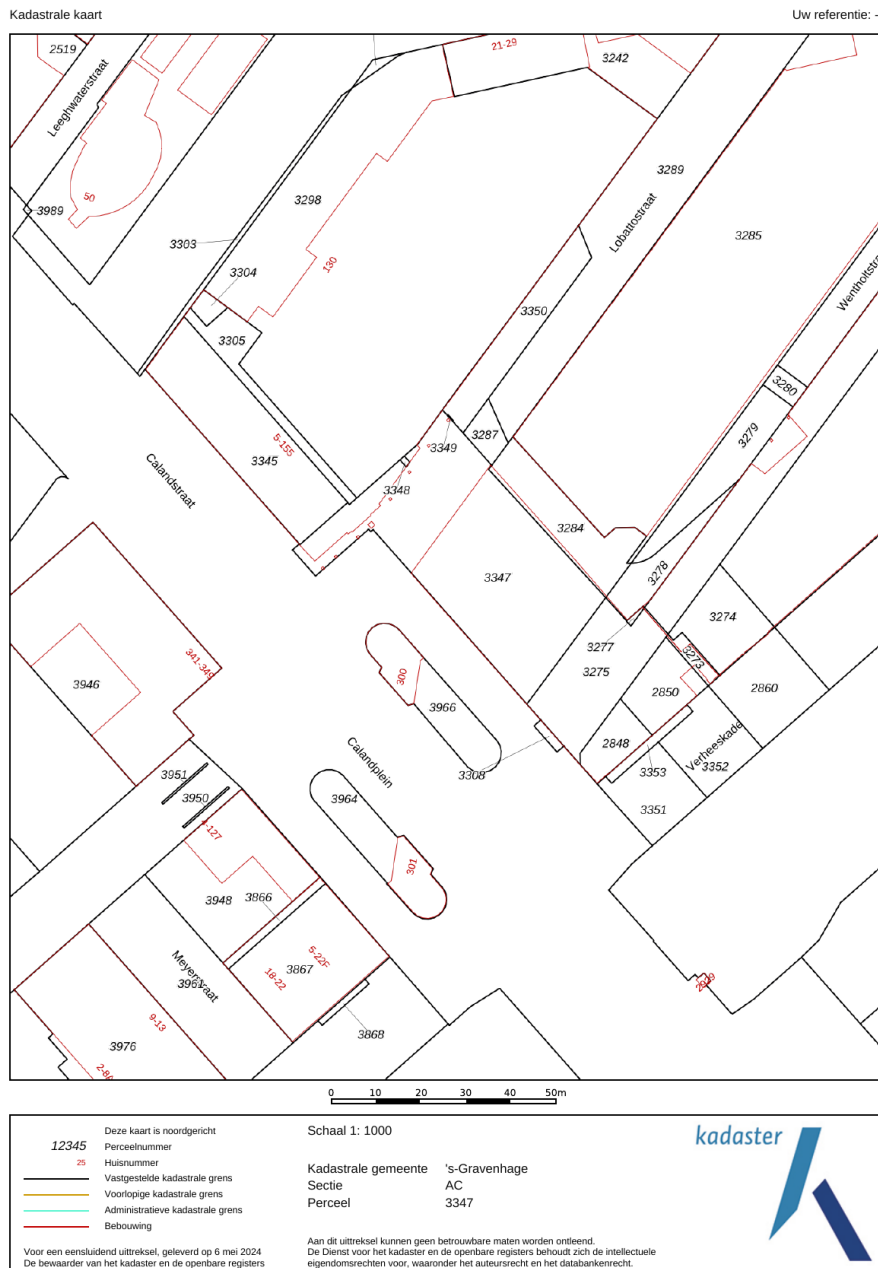 Kadastrale kaart
Uw referentie: -
21-29
2519
3242
Leeghwaterstraat
3289
50
3298
3989
Lobattostraat
3285
3303
3304
130
3350
3305
3280
3287
3279
3349
5-155
3345
3348
Calandstraat
3284
3347
3278
3274
3277
3273
3275
341-349
2850
2860
3946
300
3966
2848
Verheeskade
3308
Calandplein
3353
3352
3951
3950
3964
3351
4-127
301
3948
3866
5-22F
3867
18-22
Meyerstraat
3961
2939
9-13
3868
3976
0 10 20 30 40 50m
Deze kaart is noordgericht
12345 Perceelnummer
25 Huisnummer
Vastgestelde kadastrale grens
Voorlopige kadastrale grens
Administratieve kadastrale grens
Bebouwing
Voor een eensluidend uittreksel, geleverd op 6 mei 2024
De bewaarder van het kadaster en de openbare registers
Schaal 1: 1000
Kadastrale gemeente 's-Gravenhage
Sectie AC
Perceel 3347
Aan dit uittreksel kunnen geen betrouwbare maten worden ontleend.
De Dienst voor het kadaster en de openbare registers behoudt zich de intellectuele
eigendomsrechten voor, waaronder het auteursrecht en het databankenrecht.
kadaster